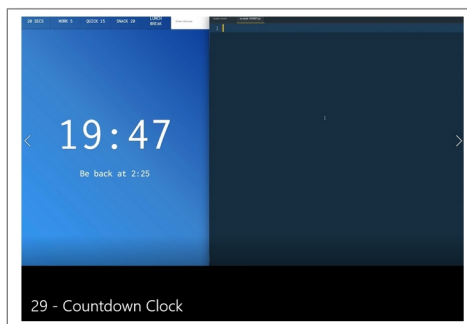 20 SECS WORK 5 QUICK 15 SNACK 20 LUNCH BREAK
1
19:47
Be back at 2:25
29 - Countdown Clock